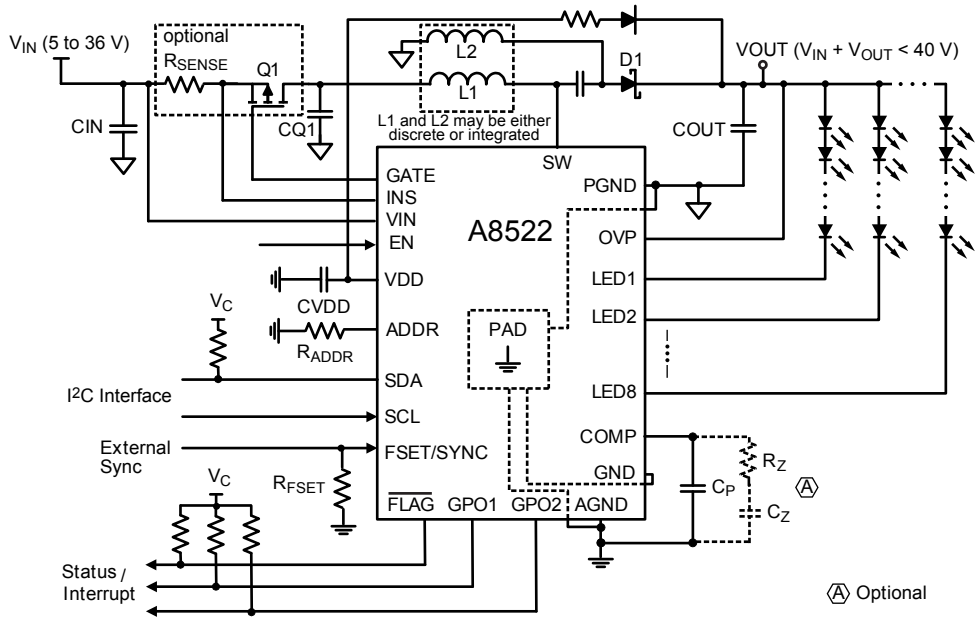 V_IN (5 to 36 V)
optional
R_SENSE
Q1
L2
L1
D1
VOUT (V_IN + V_OUT < 40 V)
CIN
CQ1
L1 and L2 may be either
discrete or integrated
COUT
SW
GATE
INS
VIN
EN
VDD
CVDD
ADDR
R_ADDR
V_C
SDA
I²C Interface
SCL
External
Sync
FSET/SYNC
R_FSET
A8522
PAD
PGND
OVP
LED1
LED2
LED8
COMP
GND
C_P
R_Z
C_Z
A
FLAG
GPO1
GPO2
AGND
V_C
Status /
Interrupt
A Optional